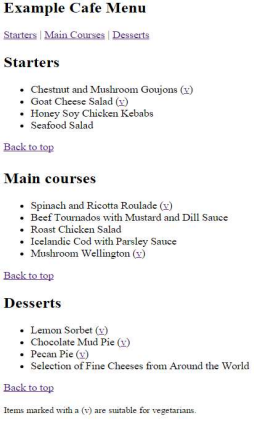 Example Cafe Menu
Starters | Main Courses | Desserts
Starters
• Chestnut and Mushroom Goujons (v)
• Goat Cheese Salad (v)
• Honey Soy Chicken Kebabs
• Seafood Salad
Back to top
Main courses
• Spinach and Ricotta Roulade (v)
• Beef Tournados with Mustard and Dill Sauce
• Roast Chicken Salad
• Icelandic Cod with Parsley Sauce
• Mushroom Wellington (v)
Back to top
Desserts
• Lemon Sorbet (v)
• Chocolate Mud Pie (v)
• Pecan Pie (v)
• Selection of Fine Cheeses from Around the World
Back to top
Items marked with a (v) are suitable for vegetarians.